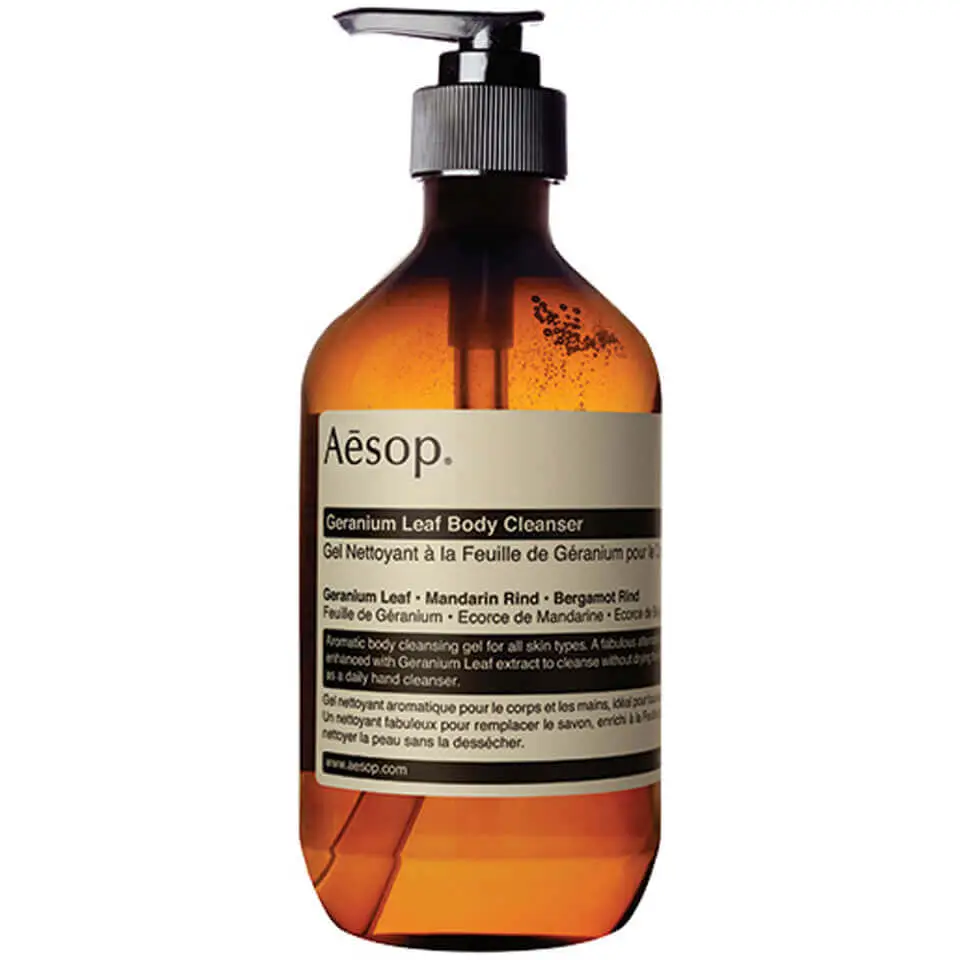 Aēsop.®
Geranium Leaf Body Cleanser
Gel Nettoyant à la Feuille de Géranium pour le
Geranium Leaf • Mandarin Rind • Bergamot Rind
Feuille de Géranium • Ecorce de Mandarine • Ecorce de
Aromatic body cleansing gel for all skin types. A fabulous
enhanced with Geranium Leaf extract to cleanse without drying
as a daily hand cleanser.
Gel nettoyant aromatique pour le corps et les mains, idéal pour
Un nettoyant fabuleux pour remplacer le savon, enrichi à la
nettoyer la peau sans la dessécher.
www.aesop.com